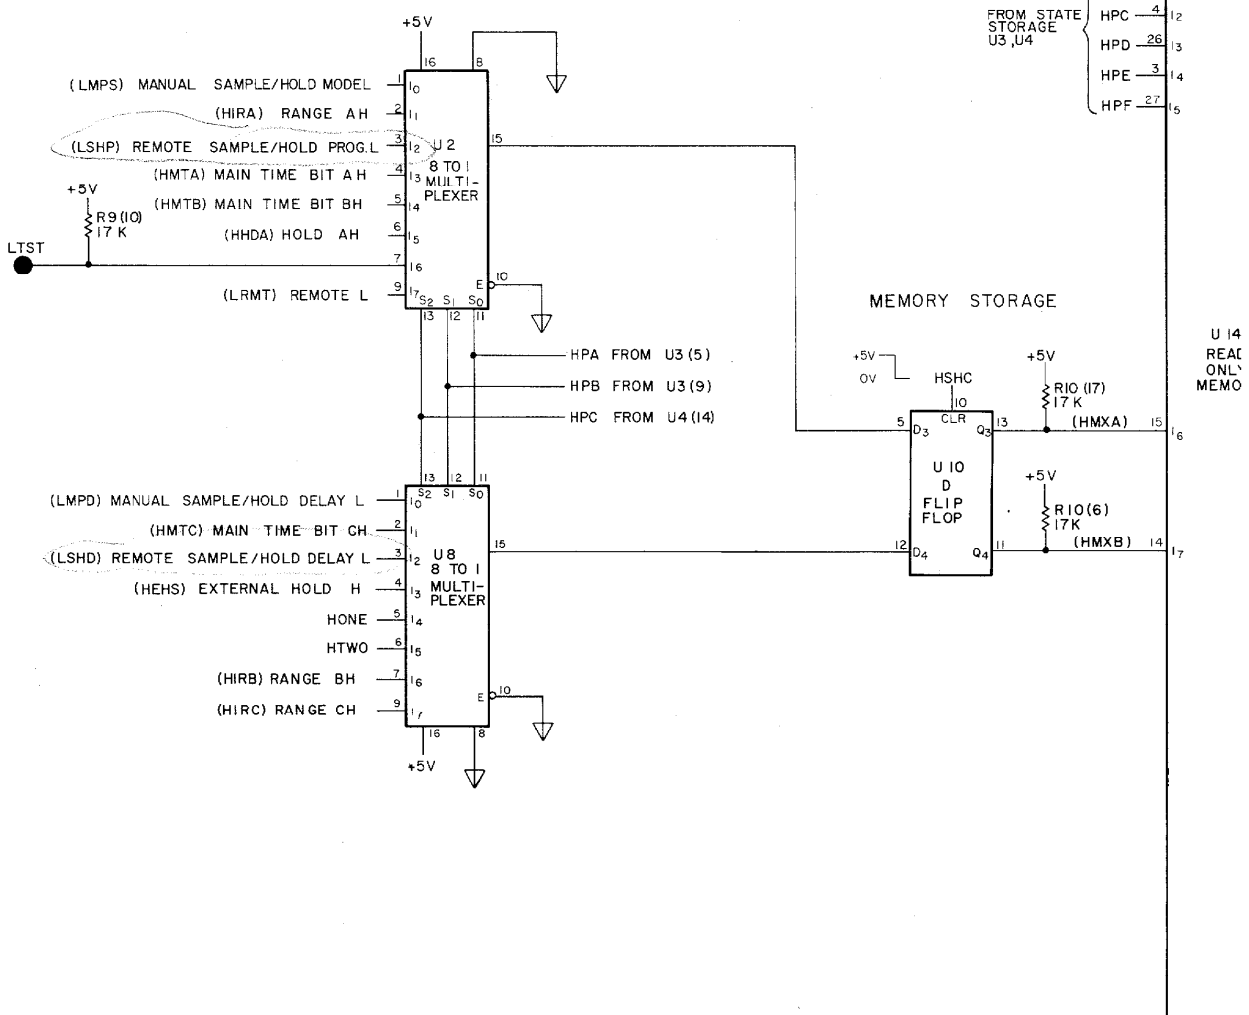 FROM STATE
STORAGE
U3,U4
HPC 4 I2
HPD 26 I3
HPE 3 I4
HPF 27 I5
+5V
16 8
(LMPS) MANUAL SAMPLE/HOLD MODEL 1 I0
(HIRA) RANGE AH 2 I1
(LSHP) REMOTE SAMPLE/HOLD PROG.L 3 I2
(HMTA) MAIN TIME BIT AH 4 I3
(HMTB) MAIN TIME BIT BH 5 I4
(HHDA) HOLD AH 6 I5
7 I6
(LRMT) REMOTE L 9 I7
U2
8 TO 1
MULTI-
PLEXER
15
E 10
S2 S1 S0
13 12 11
+5V
R9(10)
17 K
LTST
HPA FROM U3(5)
HPB FROM U3(9)
HPC FROM U4(14)
13 12 11
S2 S1 S0
(LMPD) MANUAL SAMPLE/HOLD DELAY L 1 I0
(HMTC) MAIN TIME BIT CH 2 I1
(LSHD) REMOTE SAMPLE/HOLD DELAY L 3 I2
(HEHS) EXTERNAL HOLD H 4 I3
HONE 5 I4
HTWO 6 I5
(HIRB) RANGE BH 7 I6
(HIRC) RANGE CH 9 I7
U8
8 TO 1
MULTI-
PLEXER
15
E 10
16 8
+5V
MEMORY STORAGE
+5V
0V
HSHC
10
CLR
5 D3 Q3 13
U10
D
FLIP
FLOP
12 D4 Q4 11
+5V
R10(17)
17K
(HMXA) 15 I6
+5V
R10(6)
17K
(HMXB) 14 I7
U 14
READ
ONL
MEMO